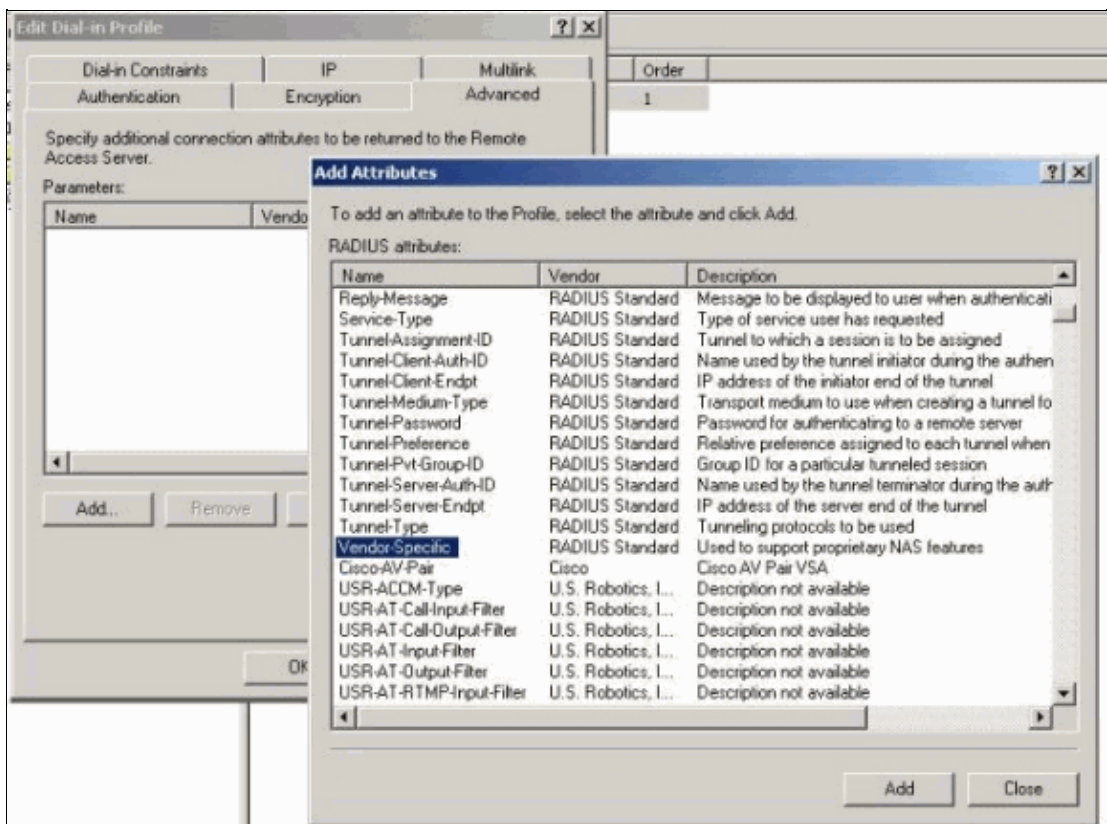 Edit Dial-in Profile
Dial-in Constraints IP Multilink
Authentication Encryption Advanced
Specify additional connection attributes to be returned to the Remote
Access Server.
Parameters:
Name Vendo
Add... Remove
OK
Order
1
Add Attributes
To add an attribute to the Profile, select the attribute and click Add.
RADIUS attributes:
Name Vendor Description
Reply-Message RADIUS Standard Message to be displayed to user when authenticati
Service-Type RADIUS Standard Type of service user has requested
Tunnel-Assignment-ID RADIUS Standard Tunnel to which a session is to be assigned
Tunnel-Client-Auth-ID RADIUS Standard Name used by the tunnel initiator during the authen
Tunnel-Client-Endpt RADIUS Standard IP address of the initiator end of the tunnel
Tunnel-Medium-Type RADIUS Standard Transport medium to use when creating a tunnel fo
Tunnel-Password RADIUS Standard Password for authenticating to a remote server
Tunnel-Preference RADIUS Standard Relative preference assigned to each tunnel when
Tunnel-Pvt-Group-ID RADIUS Standard Group ID for a particular tunneled session
Tunnel-Server-Auth-ID RADIUS Standard Name used by the tunnel terminator during the auth
Tunnel-Server-Endpt RADIUS Standard IP address of the server end of the tunnel
Tunnel-Type RADIUS Standard Tunneling protocols to be used
Vendor-Specific RADIUS Standard Used to support proprietary NAS features
Cisco-AV-Pair Cisco Cisco AV Pair VSA
USR-ACCM-Type U.S. Robotics, I... Description not available
USR-AT-Call-Input-Filter U.S. Robotics, I... Description not available
USR-AT-Call-Output-Filter U.S. Robotics, I... Description not available
USR-AT-Input-Filter U.S. Robotics, I... Description not available
USR-AT-Output-Filter U.S. Robotics, I... Description not available
USR-AT-RTMP-Input-Filter U.S. Robotics, I... Description not available
Add Close